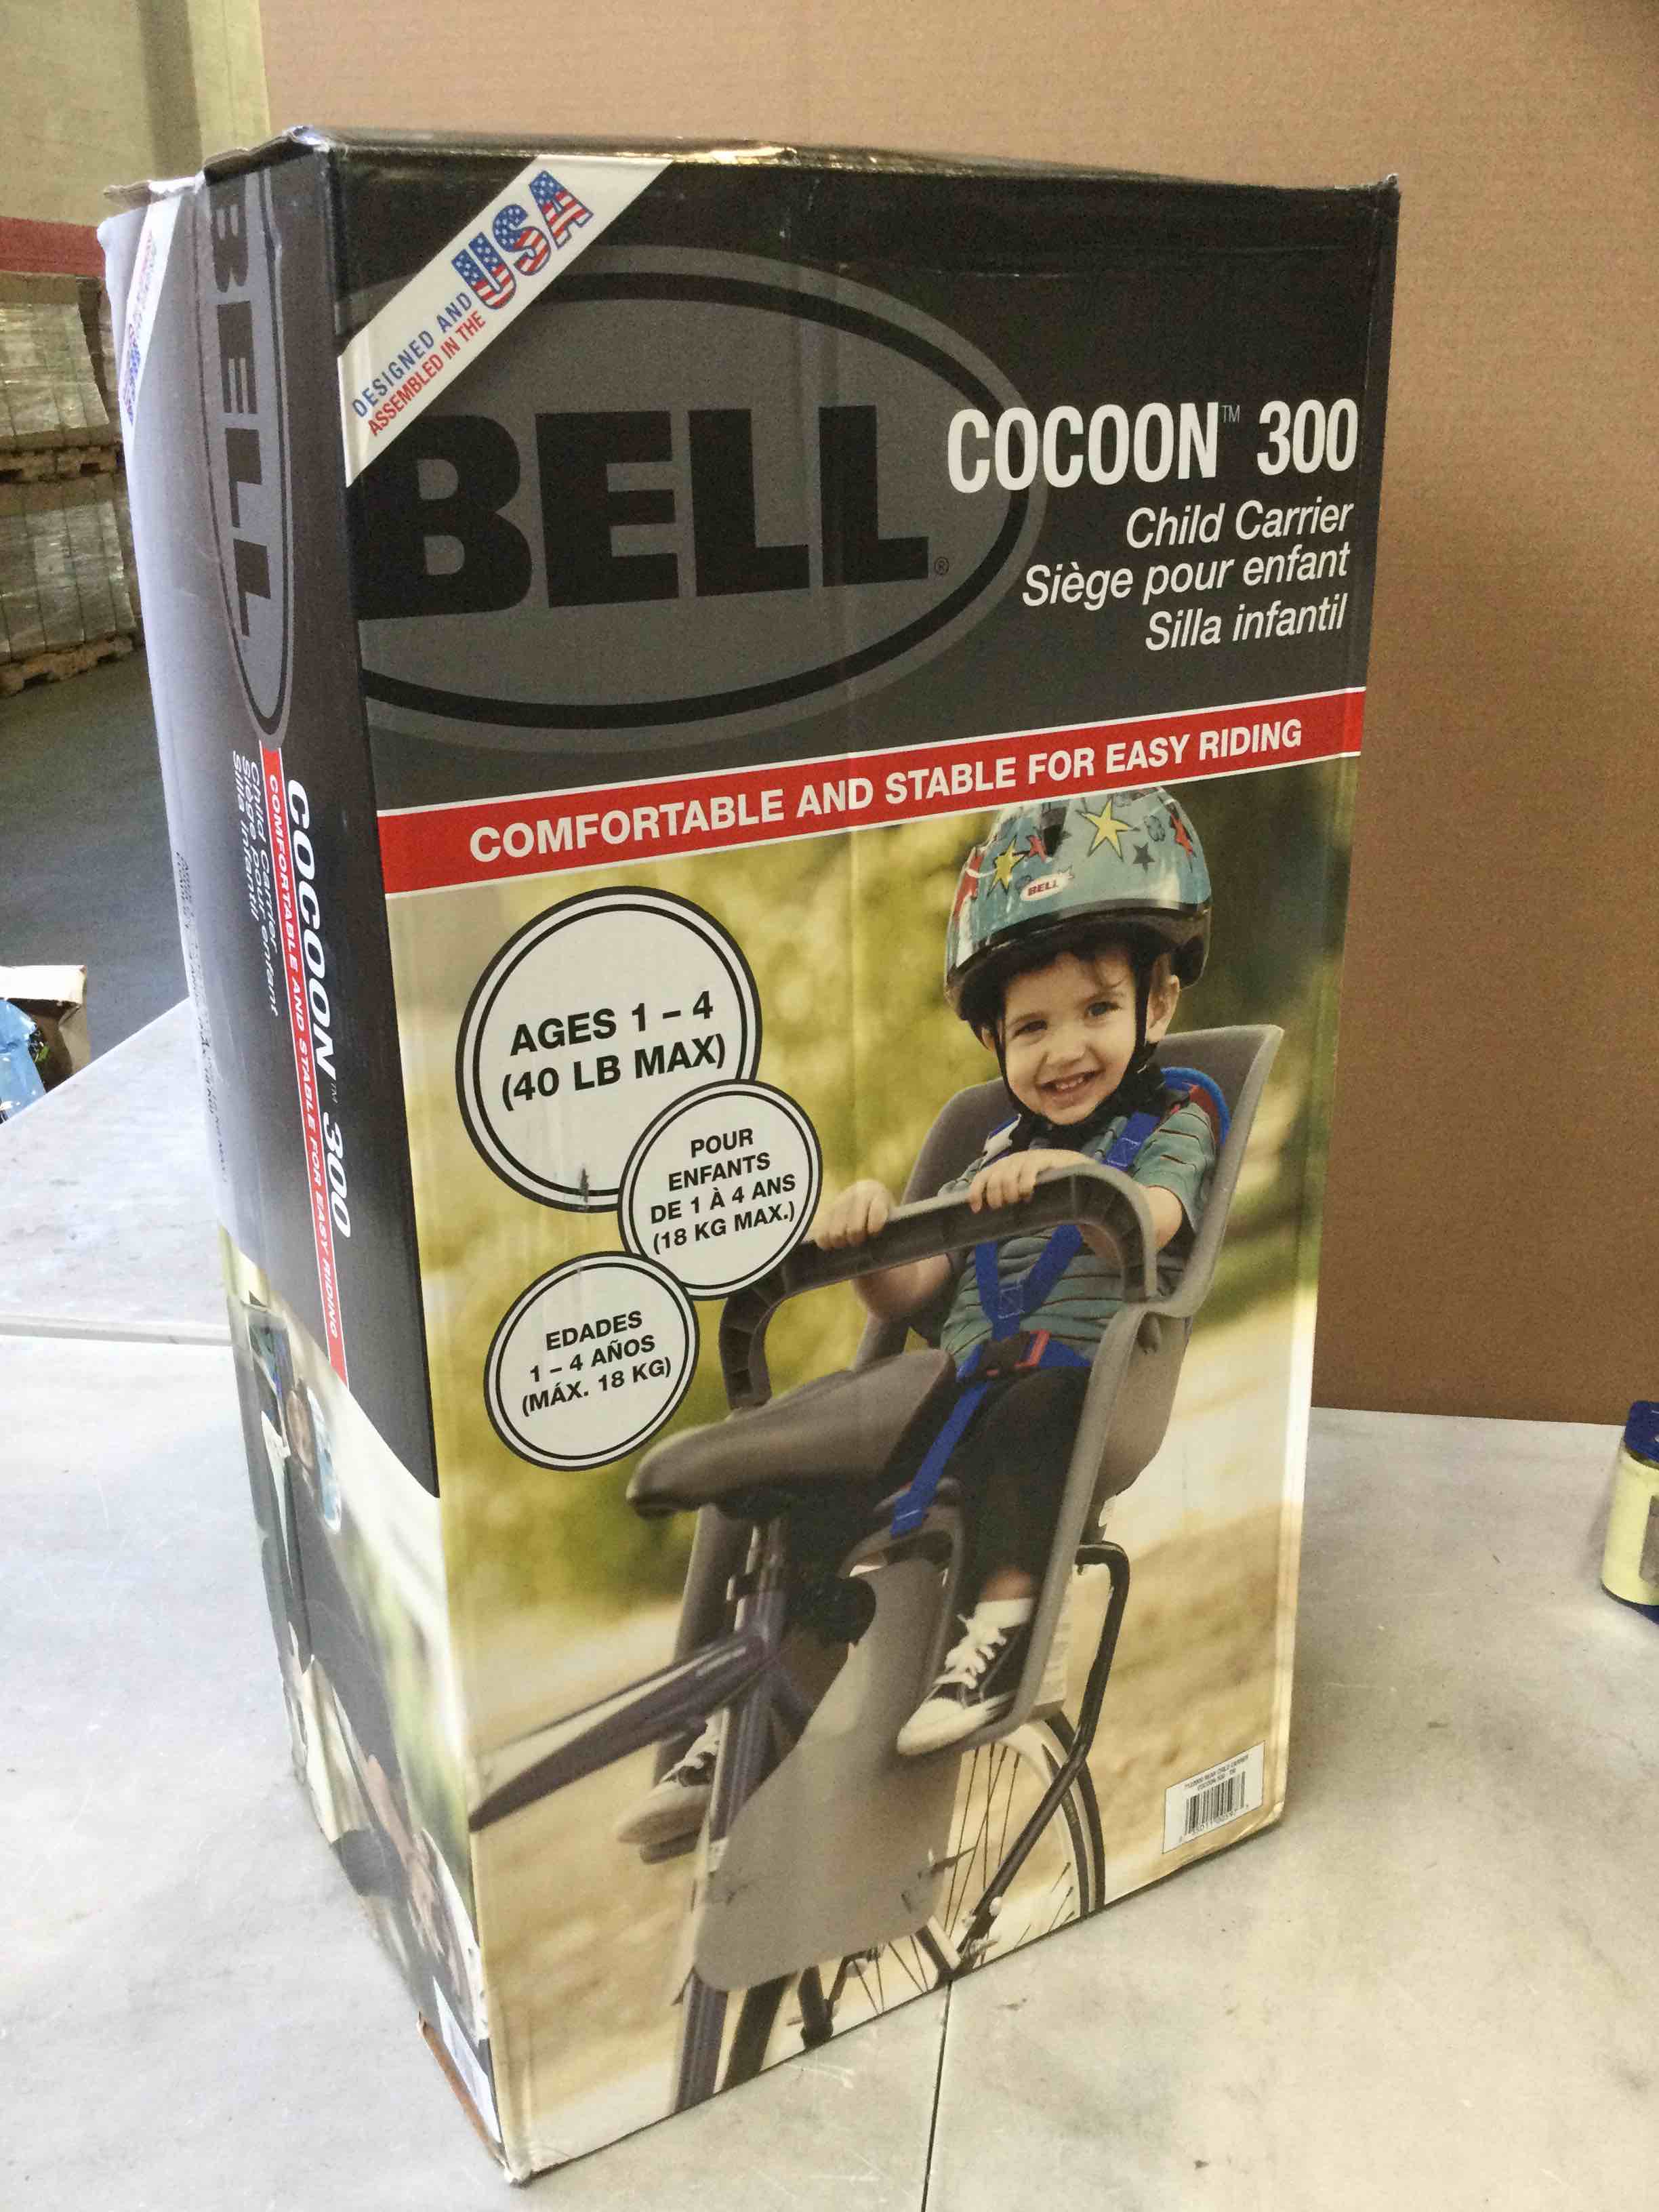 DESIGNED AND
ASSEMBLED IN THE
USA
BELL®
COCOON™ 300
Child Carrier
Siège pour enfant
Silla infantil
COMFORTABLE AND STABLE FOR EASY RIDING
BELL
AGES 1 – 4
(40 LB MAX)
POUR
ENFANTS
DE 1 À 4 ANS
(18 KG MAX.)
EDADES
1 – 4 AÑOS
(MÁX. 18 KG)
BELL
COCOON™ 300
COMFORTABLE AND STABLE FOR EASY RIDING
Child Carrier
Siège pour enfant
Silla infantil